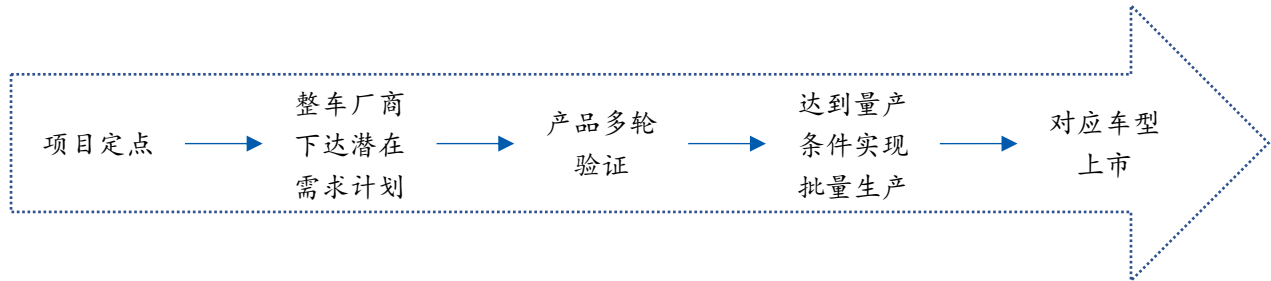 项目定点
整车厂商
下达潜在
需求计划
产品多轮
验证
达到量产
条件实现
批量生产
对应车型
上市